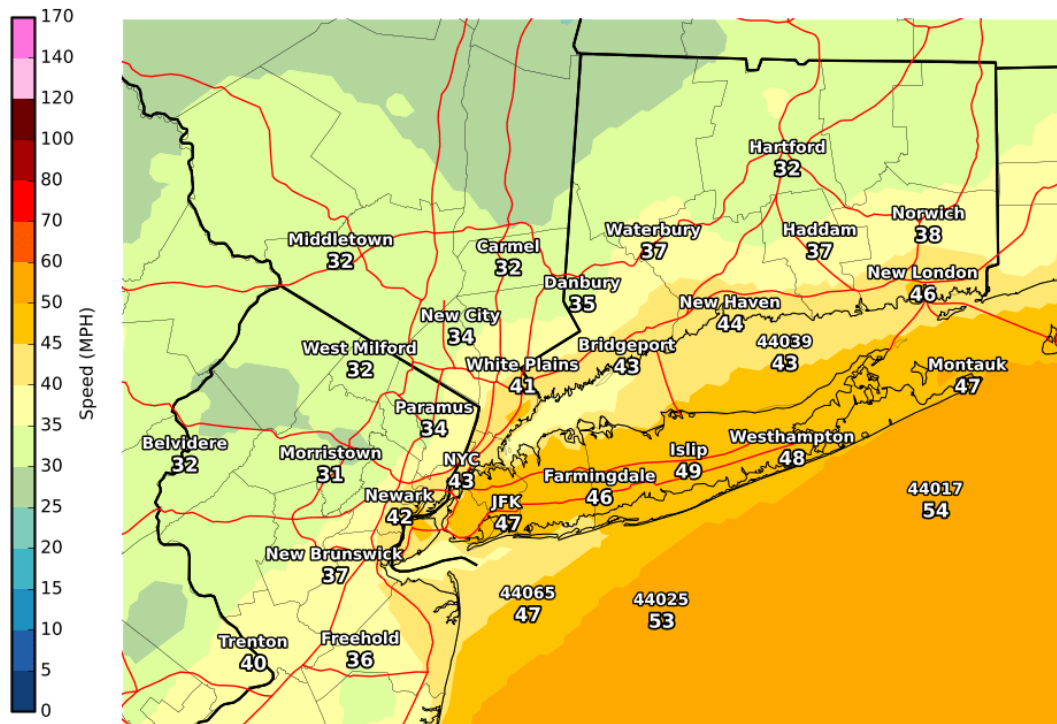 170
140
120
100
80
70
60
50
45
40
35
30
25
20
15
10
5
0
Speed (MPH)
Hartford
32
Norwich
38
Waterbury
37
Haddam
37
Middletown
32
Carmel
32
New London
46
Danbury
35
New Haven
44
New City
34
44039
43
West Milford
32
Bridgeport
43
White Plains
41
Montauk
47
Paramus
34
Belvidere
32
Westhampton
48
Morristown
31
Islip
49
NYC
43
Farmingdale
46
Newark
42
JFK
47
44017
54
New Brunswick
37
44065
47
44025
53
Trenton
40
Freehold
36